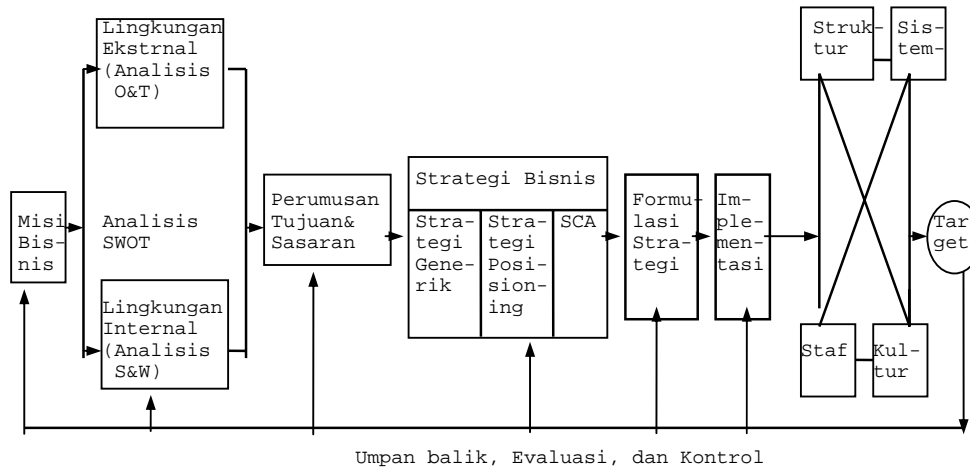 Lingkungan
Ekstrnal
(Analisis
O&T)
Misi
Bis-
nis
Analisis
SWOT
Lingkungan
Internal
(Analisis
S&W)
Perumusan
Tujuan&
Sasaran
Strategi Bisnis
Stra-
tegi
Gene-
rik
Stra-
tegi
Posi-
sion-
ing
SCA
Formu-
lasi
Stra-
tegi
Im-
ple-
men-
tasi
Struk-
tur
Sis-
tem-
Staf
Kul-
tur
Tar
get
Umpan balik, Evaluasi, dan Kontrol